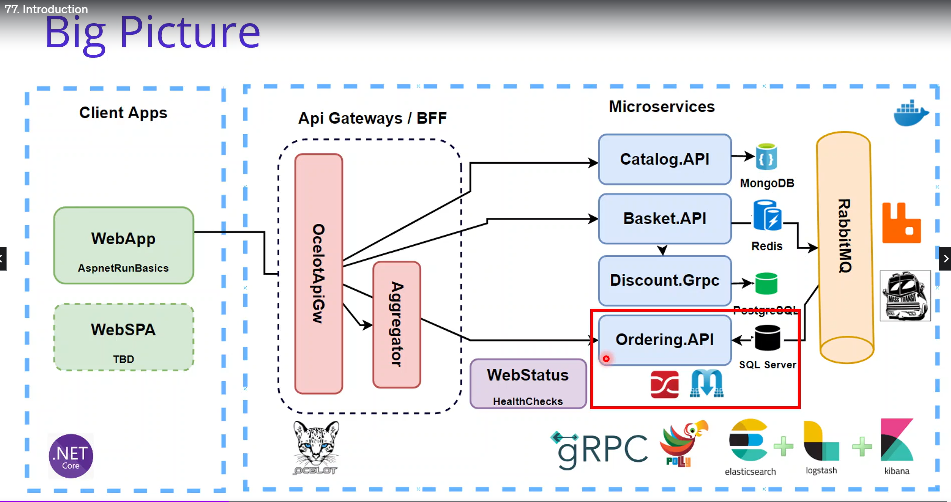 77. Introduction
Big Picture
Client Apps
Api Gateways / BFF
Microservices
WebApp
AspnetRunBasics
WebSPA
TBD
.NET
Core
OcelotApiGw
Aggregator
OCELOT
Catalog.API
MongoDB
Basket.API
Redis
Discount.Grpc
PostgreSQL
Ordering.API
SQL Server
WebStatus
HealthChecks
RabbitMQ
MASS TRANSIT
gRPC
POLLY
elasticsearch
logstash
kibana